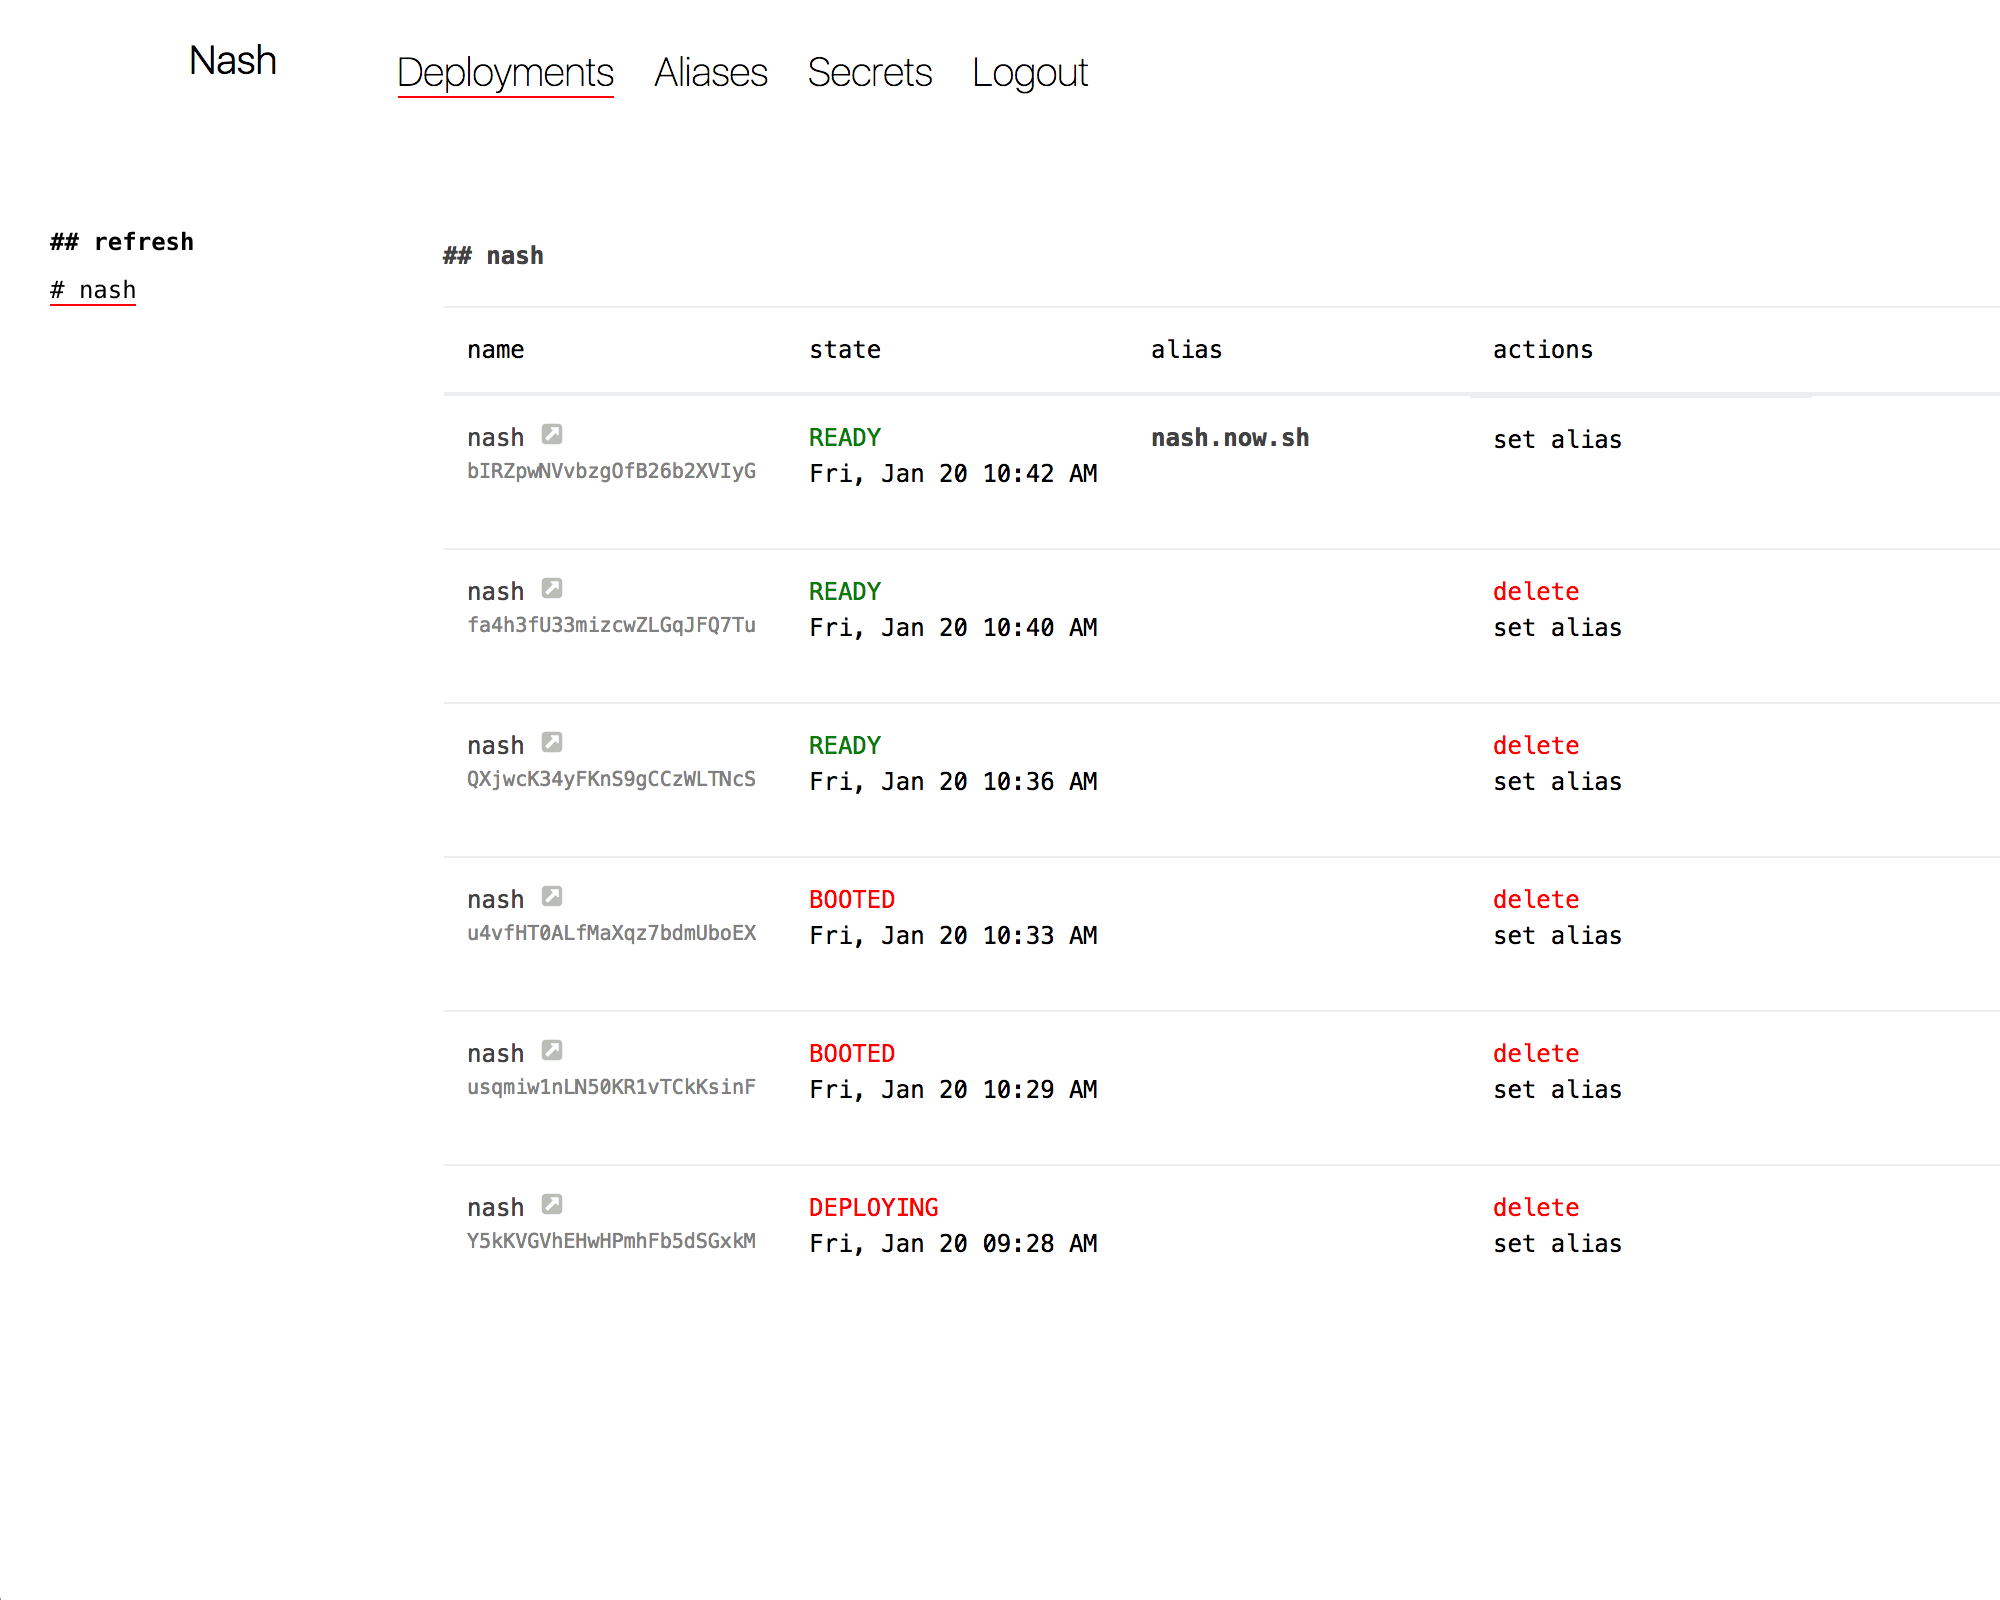 Nash
Deployments Aliases Secrets Logout
## refresh
# nash
## nash
name state alias actions
nash READY nash.now.sh set alias
bIRZpwNVvbzgOfB26b2XVIyG Fri, Jan 20 10:42 AM
nash READY delete
fa4h3fU33mizcwZLGqJFQ7Tu Fri, Jan 20 10:40 AM set alias
nash READY delete
QXjwcK34yFKnS9gCCzWLTNcS Fri, Jan 20 10:36 AM set alias
nash BOOTED delete
u4vfHT0ALfMaXqz7bdmUboEX Fri, Jan 20 10:33 AM set alias
nash BOOTED delete
usqmiw1nLN50KR1vTCkKsinF Fri, Jan 20 10:29 AM set alias
nash DEPLOYING delete
Y5kKVGVhEHwHPmhFb5dSGxkM Fri, Jan 20 09:28 AM set alias